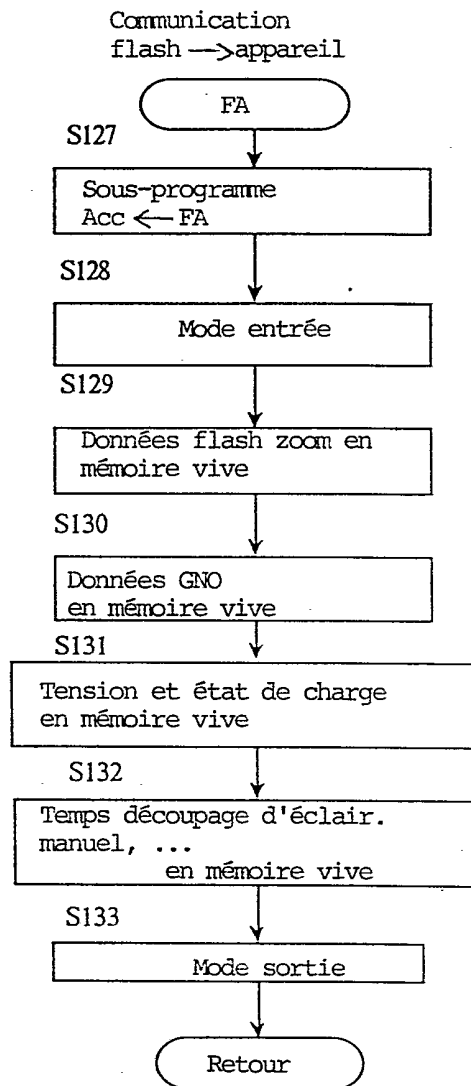 Communication
flash —>appareil
FA
S127
Sous-programme
Acc <— FA
S128
Mode entrée
S129
Données flash zoom en
mémoire vive
S130
Données GNO
en mémoire vive
S131
Tension et état de charge
en mémoire vive
S132
Temps découpage d'éclair.
manuel, ...
en mémoire vive
S133
Mode sortie
Retour